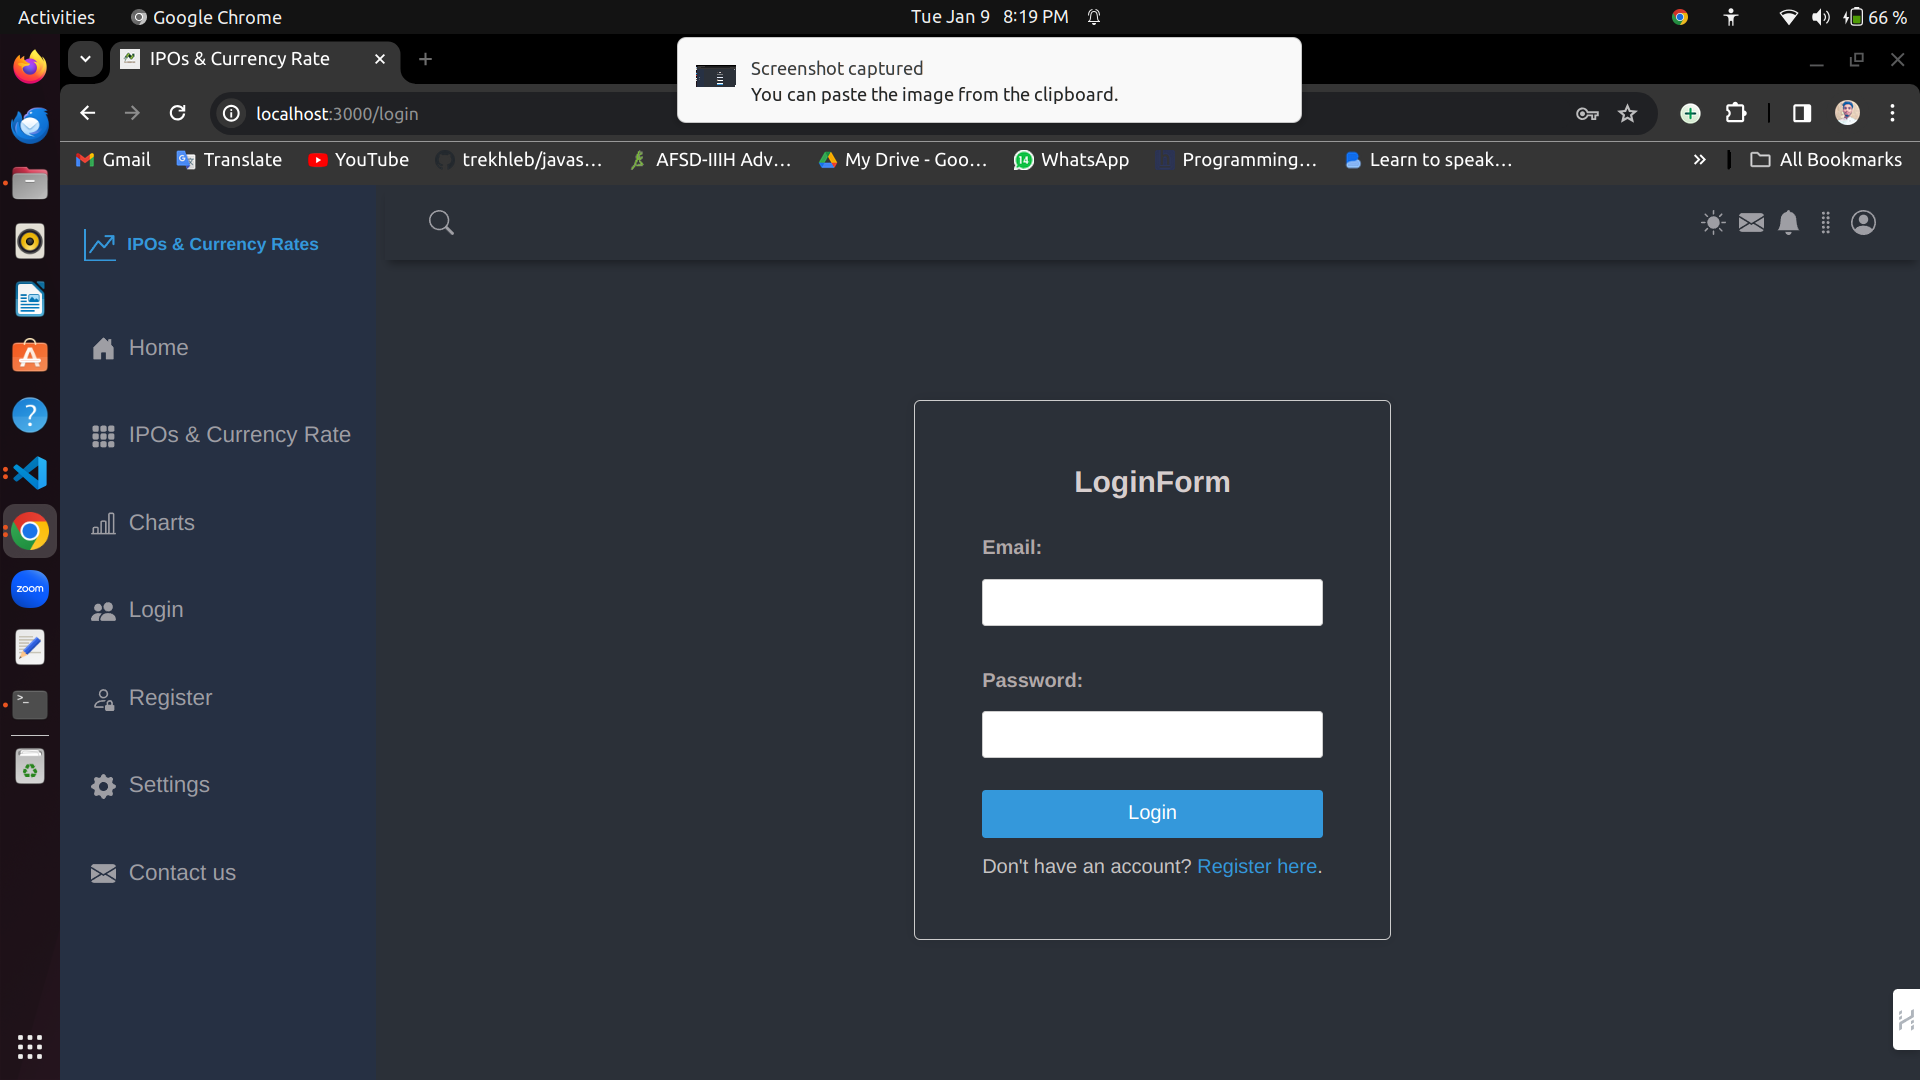 Activities
Google Chrome
Tue Jan 9 8:19 PM
66 %
IPOs & Currency Rate
Screenshot captured
You can paste the image from the clipboard.
localhost:3000/login
Gmail
Translate
YouTube
trekhleb/javas...
AFSD-IIIH Adv...
My Drive - Goo...
14
WhatsApp
Programming...
Learn to speak...
All Bookmarks
IPOs & Currency Rates
Home
IPOs & Currency Rate
Charts
Login
Register
Settings
Contact us
zoom
LoginForm
Email:
Password:
Login
Don't have an account? Register here.